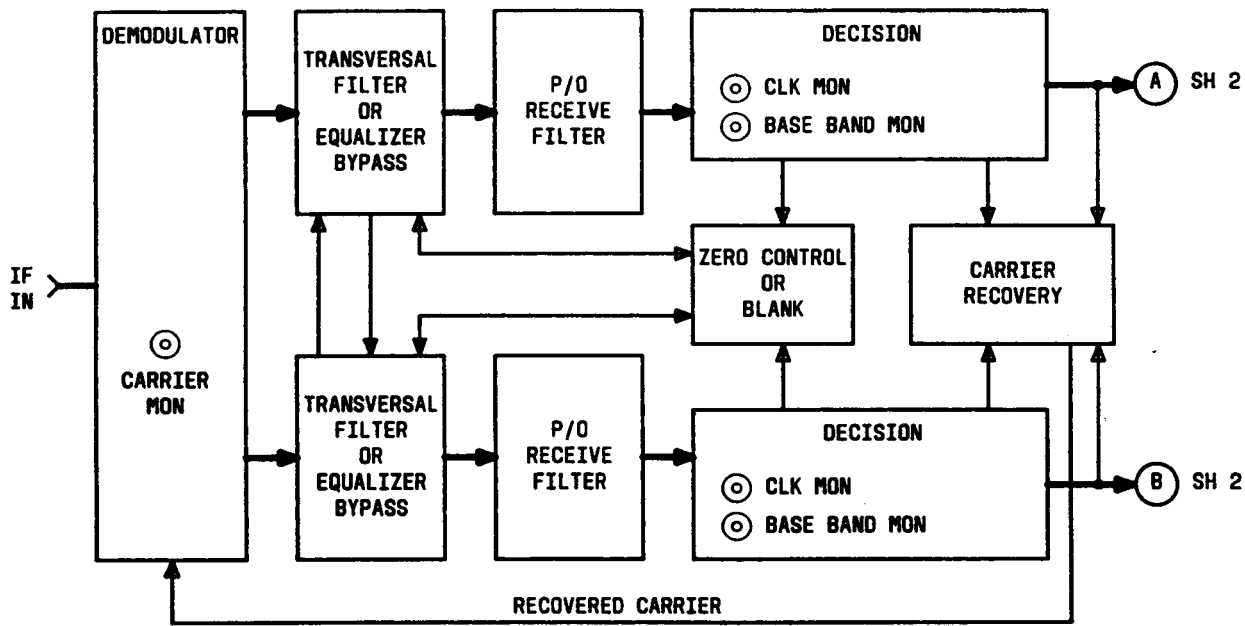 DEMODULATOR
TRANSVERSAL
FILTER
OR
EQUALIZER
BYPASS
P/O
RECEIVE
FILTER
DECISION
CLK MON
BASE BAND MON
A SH 2
IF
IN
ZERO CONTROL
OR
BLANK
CARRIER
RECOVERY
CARRIER
MON
TRANSVERSAL
FILTER
OR
EQUALIZER
BYPASS
P/O
RECEIVE
FILTER
DECISION
CLK MON
BASE BAND MON
B SH 2
RECOVERED CARRIER